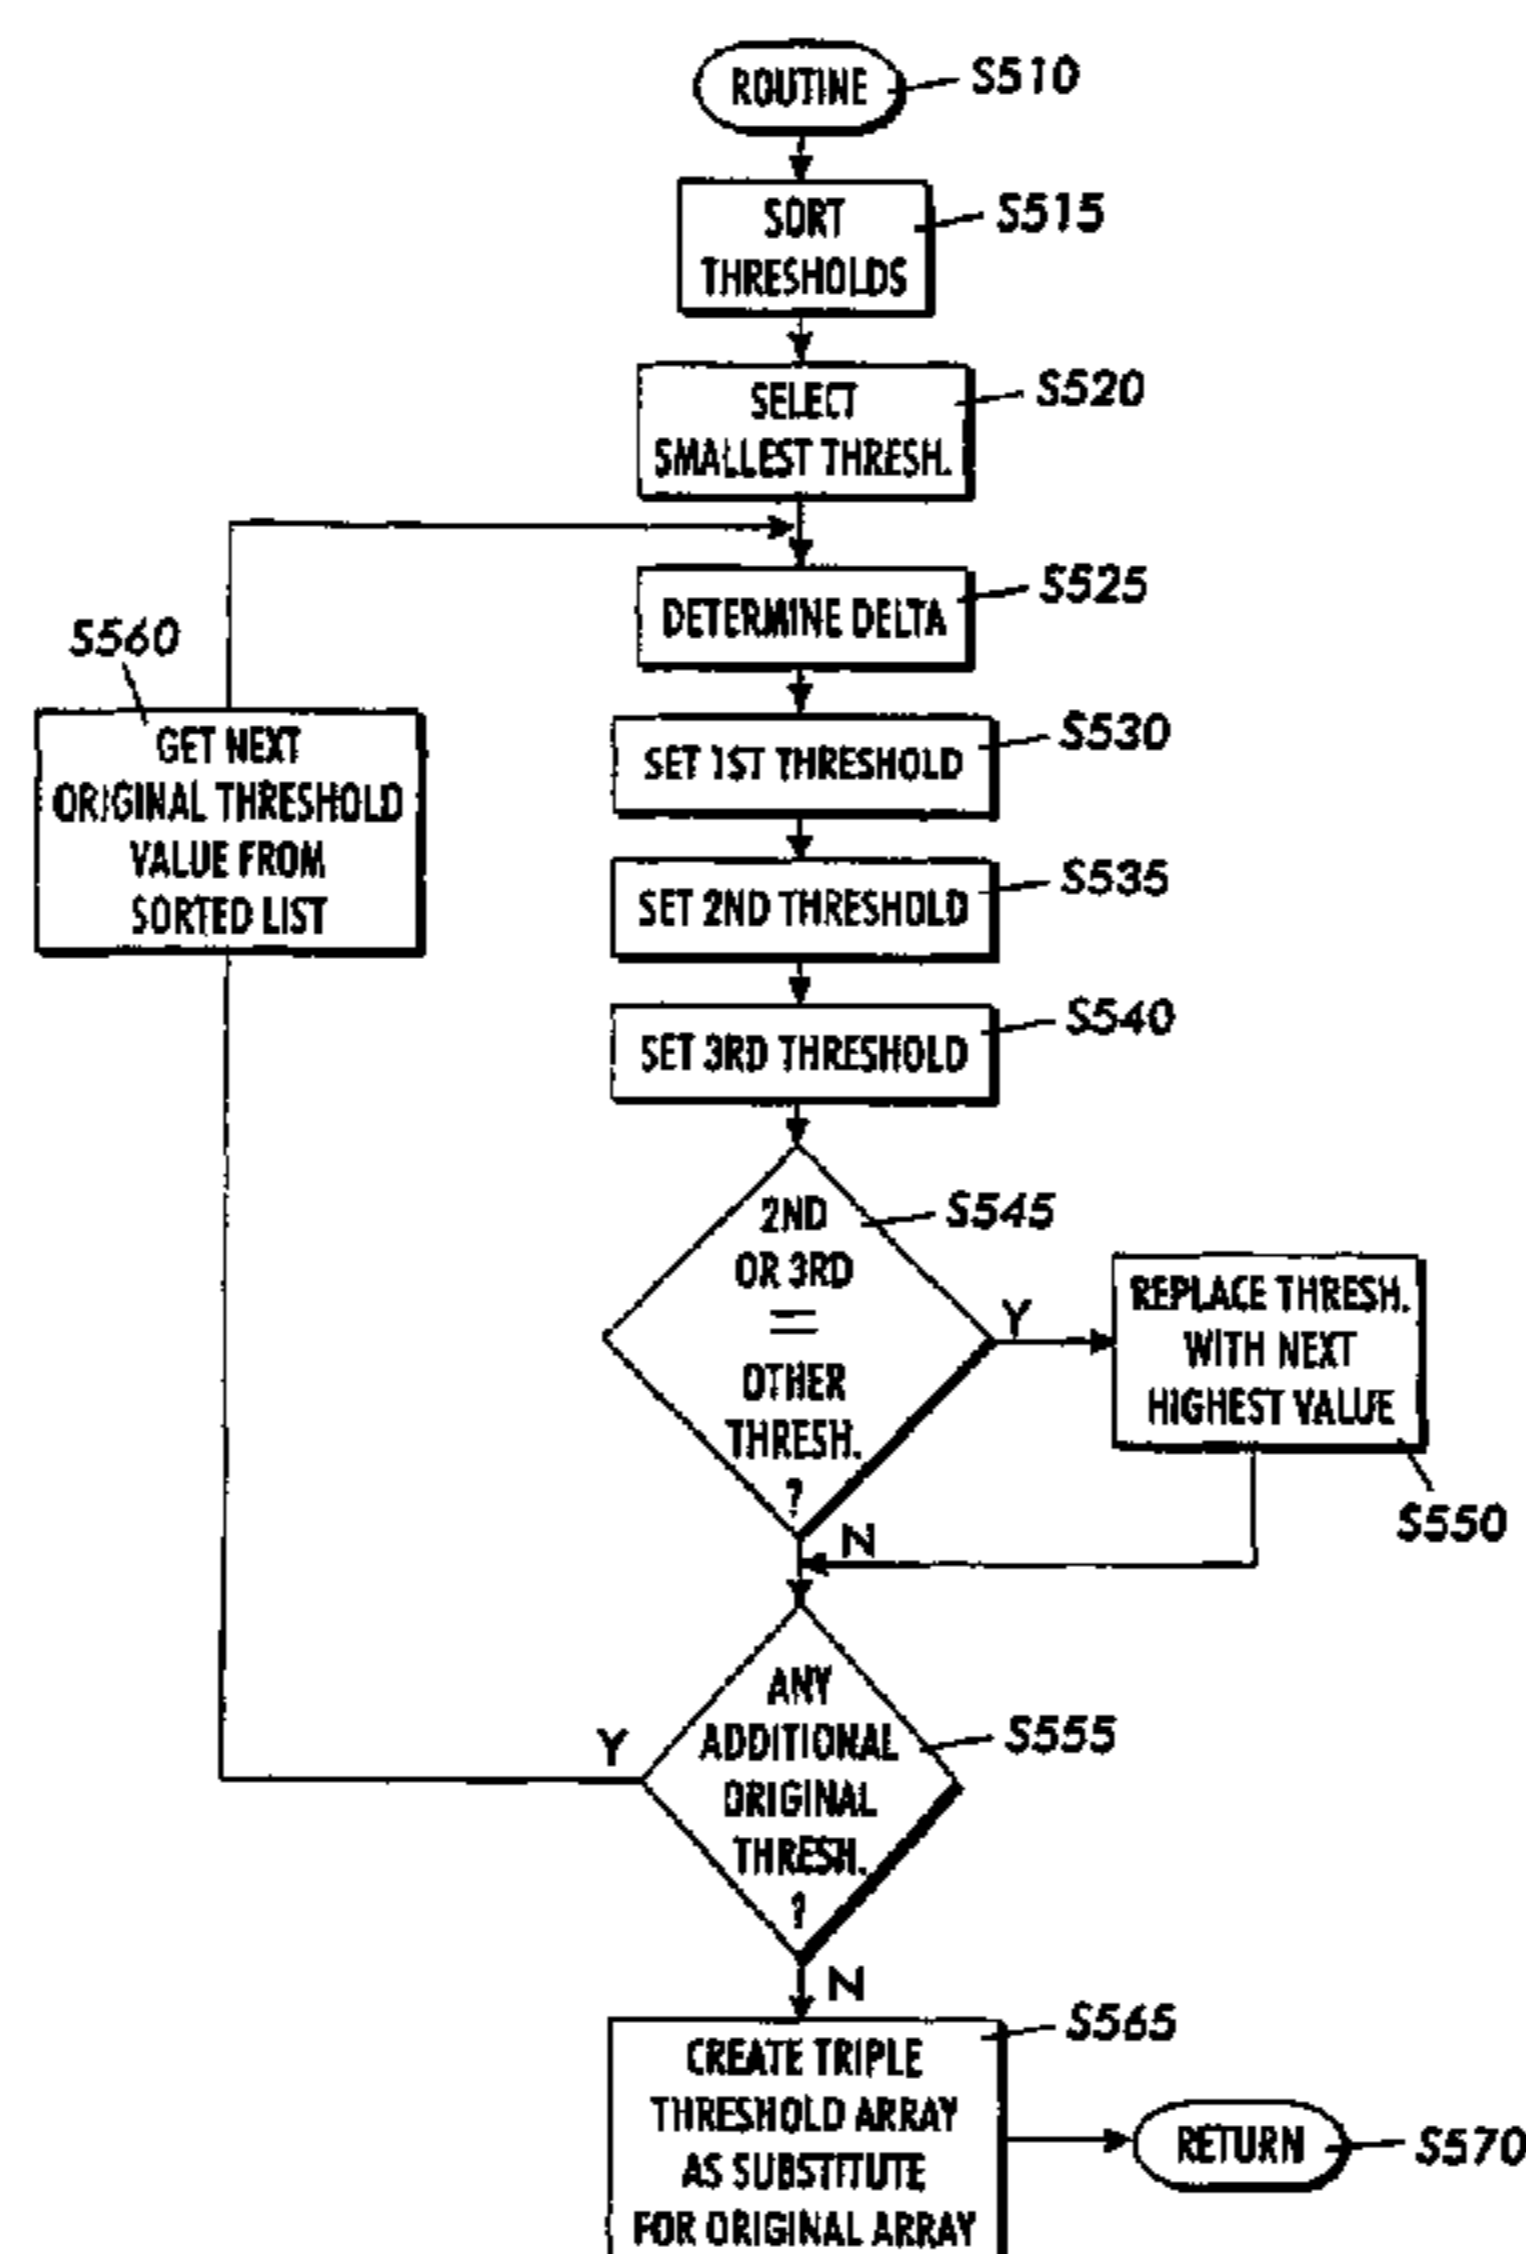 ROUTINE
S510
SORT
THRESHOLDS
S515
SELECT
SMALLEST THRESH.
S520
DETERMINE DELTA
S525
S560
GET NEXT
ORIGINAL THRESHOLD
VALUE FROM
SORTED LIST
SET 1ST THRESHOLD
S530
SET 2ND THRESHOLD
S535
SET 3RD THRESHOLD
S540
2ND
OR 3RD
=
OTHER
THRESH.
?
S545
Y
REPLACE THRESH.
WITH NEXT
HIGHEST VALUE
S550
N
ANY
ADDITIONAL
ORIGINAL
THRESH.
?
S555
Y
N
CREATE TRIPLE
THRESHOLD ARRAY
AS SUBSTITUTE
FOR ORIGINAL ARRAY
S565
RETURN
S570